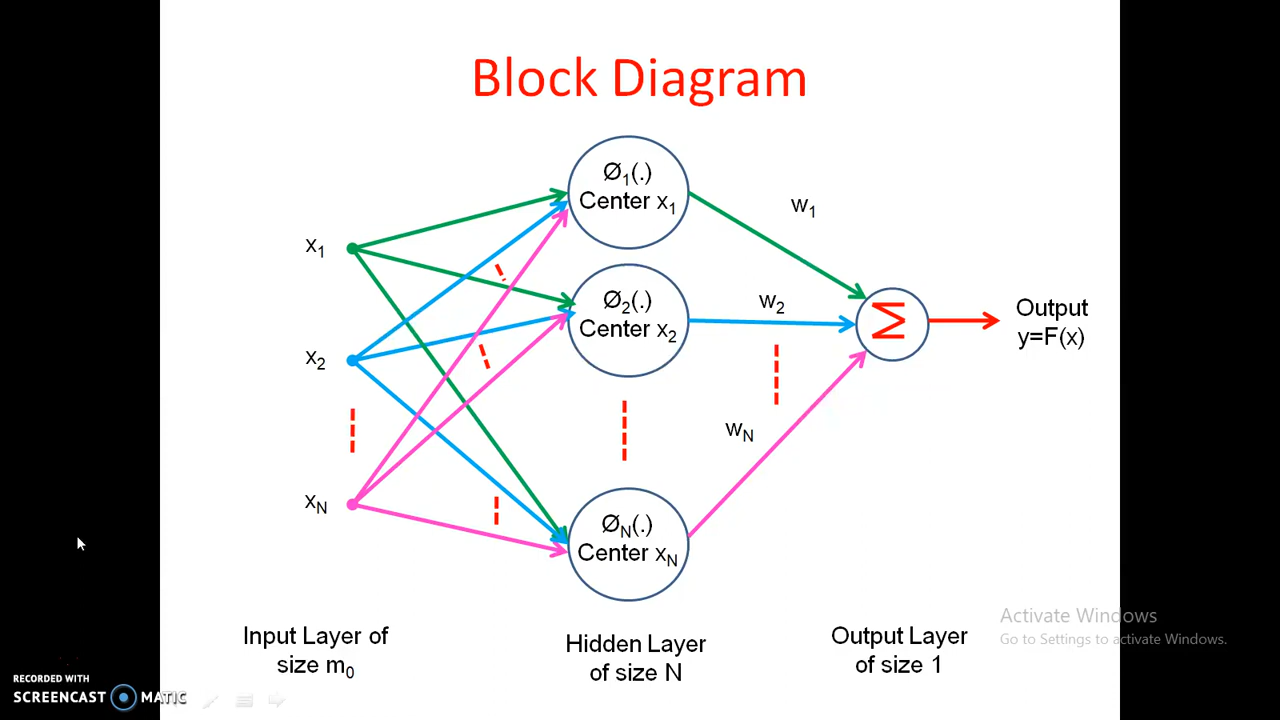 Block Diagram
Ø1(.)
Center x1
w1
x1
Ø2(.)
Center x2
w2
Σ
Output
y=F(x)
x2
wN
xN
ØN(.)
Center xN
Input Layer of
size m0
Hidden Layer
of size N
Output Layer
of size 1
Activate Windows
Go to Settings to activate Windows.
RECORDED WITH
SCREENCAST MATIC